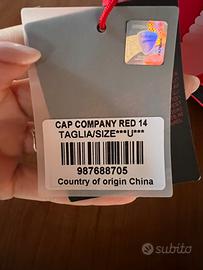 CAP COMPANY RED 14
TAGLIA/SIZE***U***
987688705
Country of origin China
subito